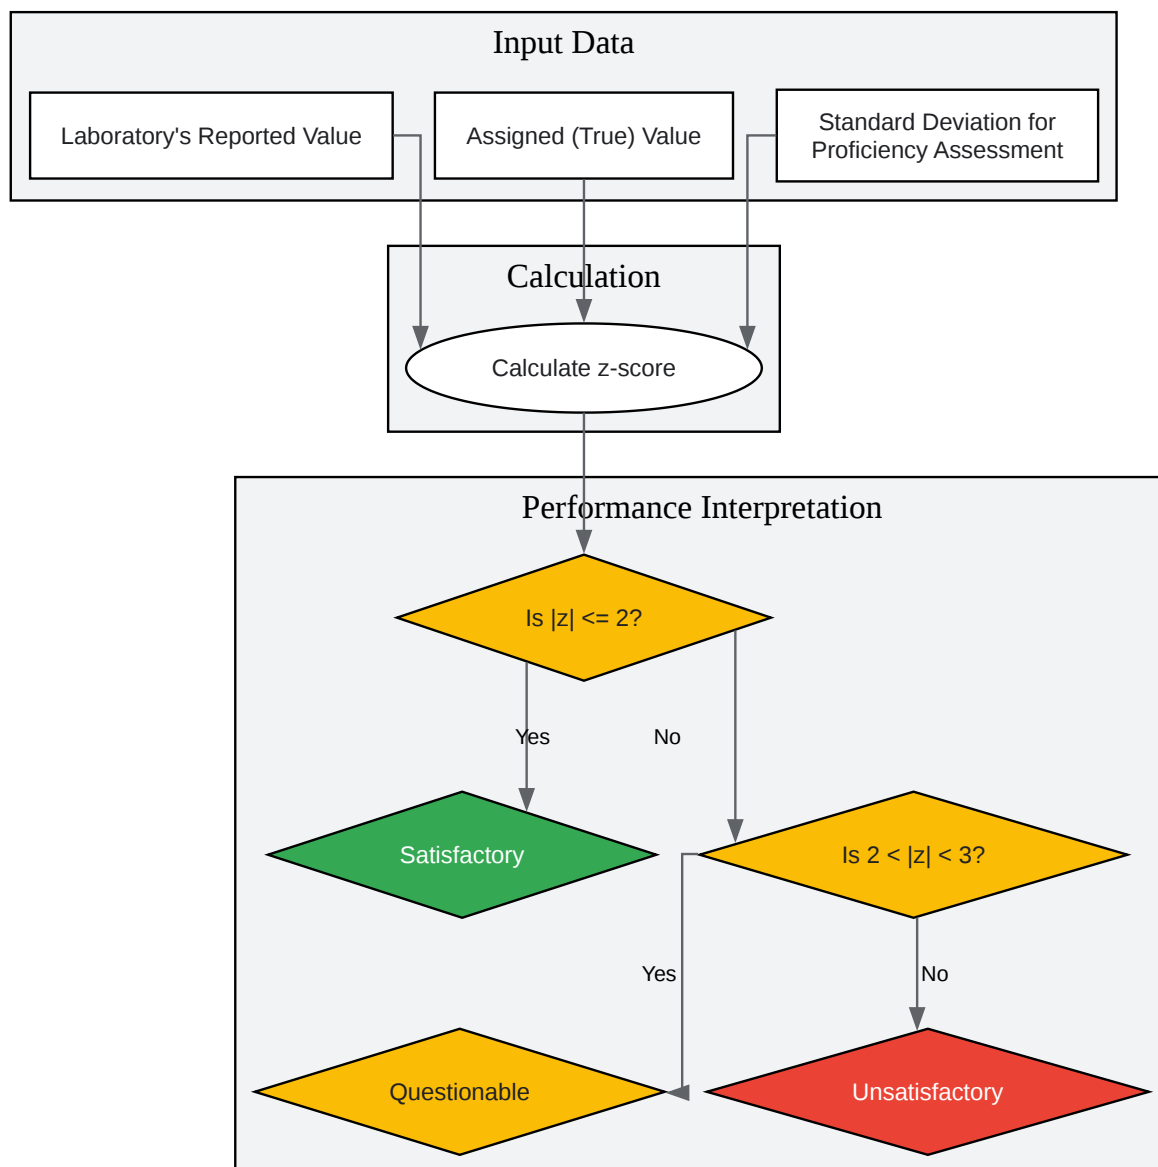 Input Data
Laboratory's Reported Value
Assigned (True) Value
Standard Deviation for
Proficiency Assessment
Calculation
Calculate z-score
Performance Interpretation
Is |z| <= 2?
Yes
No
Satisfactory
Is 2 < |z| < 3?
Yes
No
Questionable
Unsatisfactory